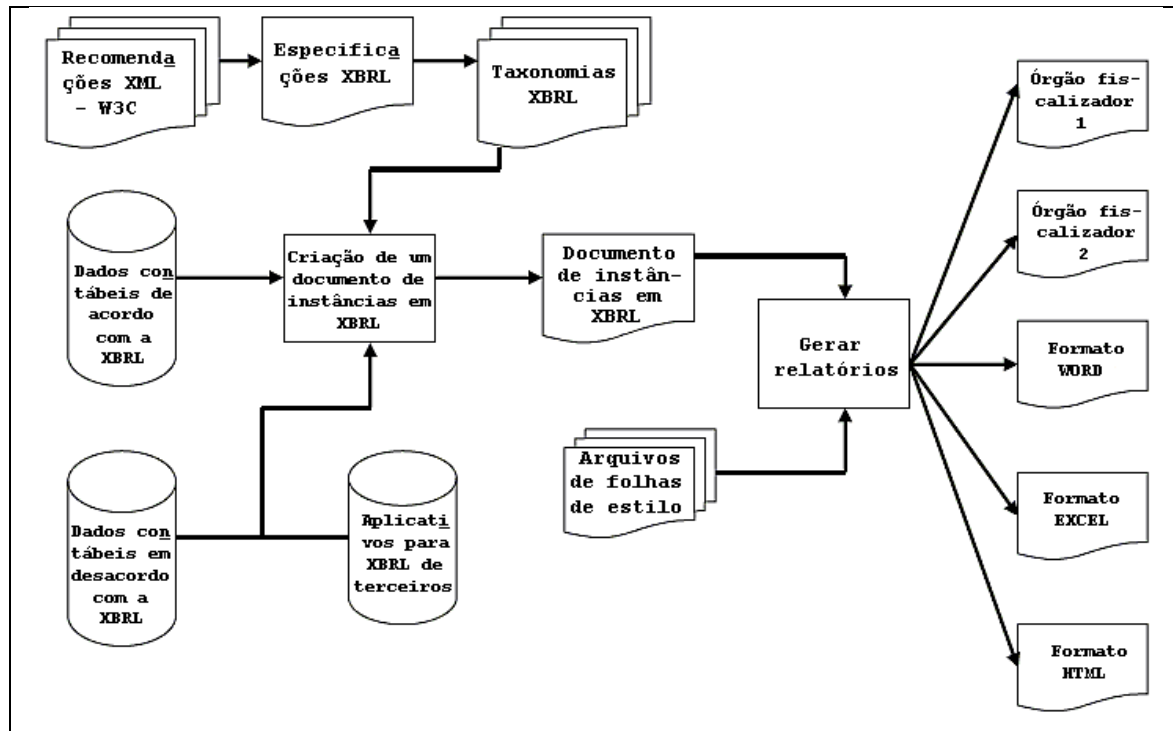 Recomenda
ções XML
- W3C
Especifica
ções XBRL
Taxonomias
XBRL
Órgão fis-
calizador
1
Órgão fis-
calizador
2
Dados con
tábeis de
acordo
com a
XBRL
Criação de um
documento de
instâncias em
XBRL
Documento
de instân-
cias em
XBRL
Gerar
relatórios
Formato
WORD
Arquivos
de folhas
de estilo
Dados con
tábeis em
desacordo
com a
XBRL
Aplicati
vos para
XBRL de
terceiros
Formato
EXCEL
Formato
HTML